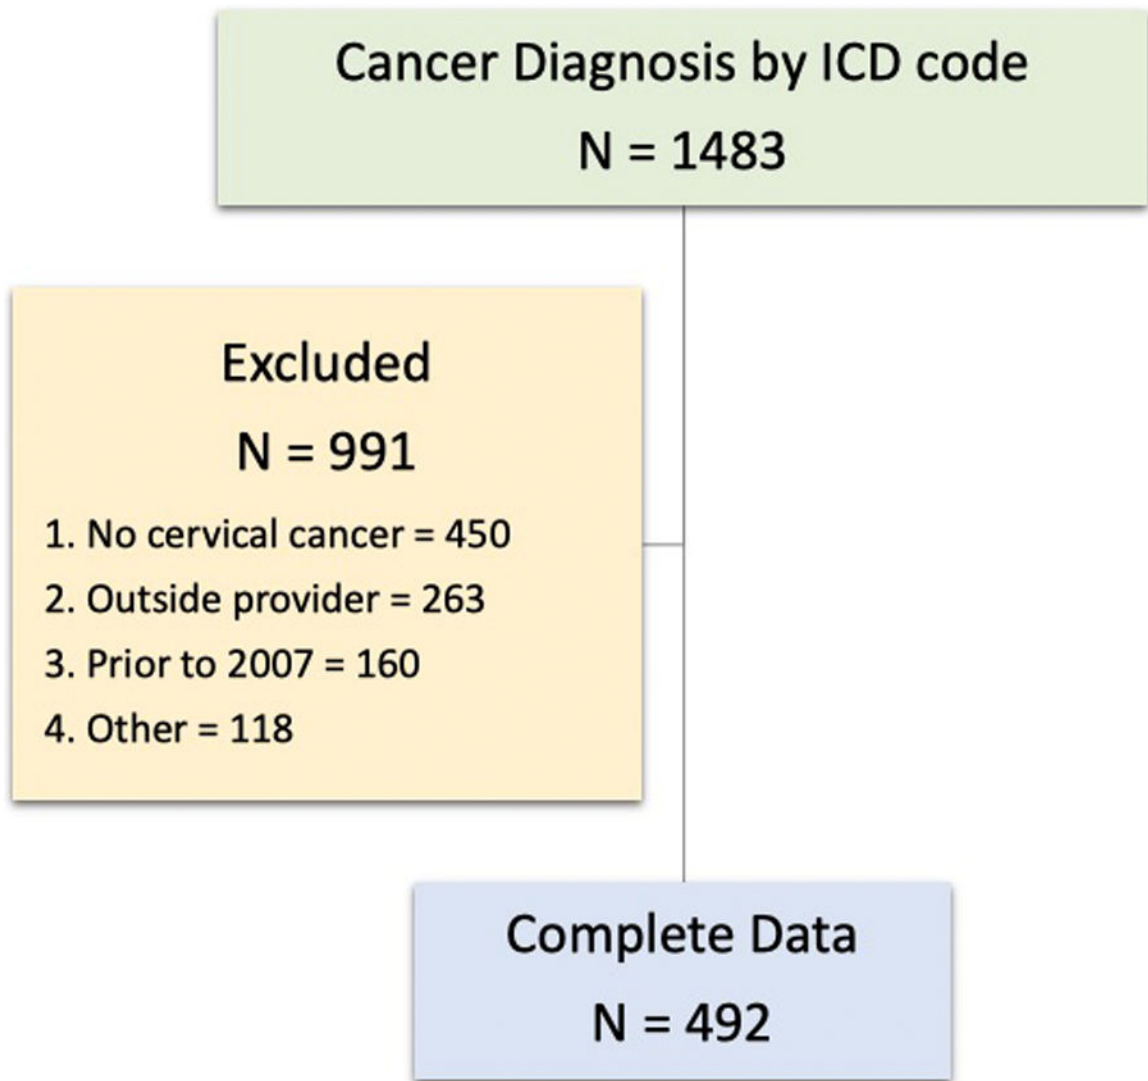 Cancer Diagnosis by ICD code
N = 1483
Excluded
N = 991
1. No cervical cancer = 450
2. Outside provider = 263
3. Prior to 2007 = 160
4. Other = 118
Complete Data
N = 492